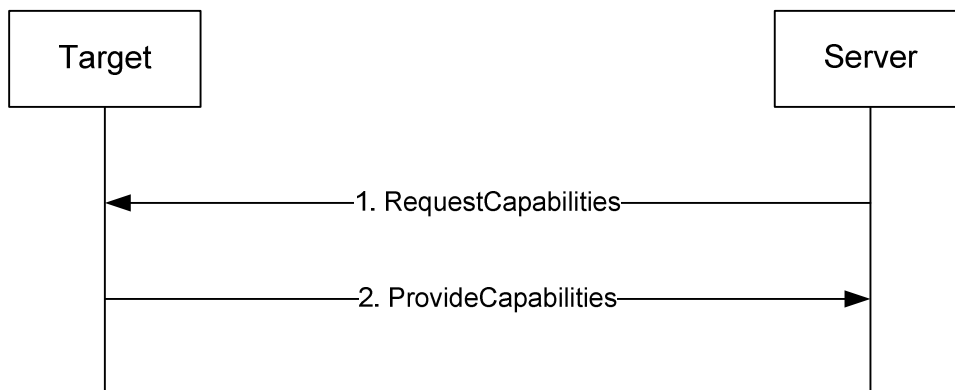 Target
Server
1. RequestCapabilities
2. ProvideCapabilities